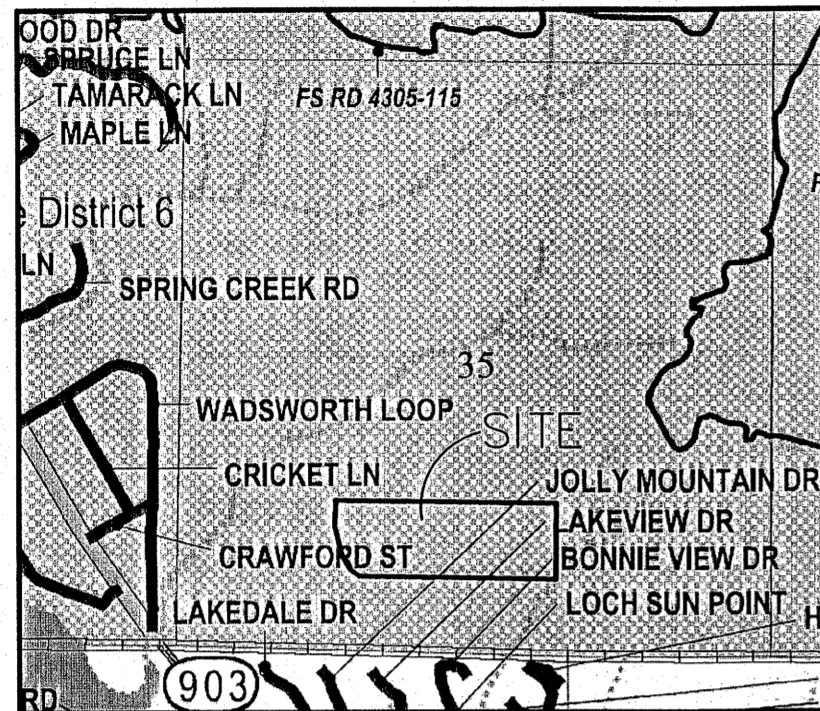 OOD DR
SPRUCE LN
TAMARACK LN
FS RD 4305-115
MAPLE LN
District 6
LN
SPRING CREEK RD
35
WADSWORTH LOOP
SITE
CRICKET LN
JOLLY MOUNTAIN DR
LAKEVIEW DR
CRAWFORD ST
BONNIE VIEW DR
LAKEDALE DR
LOCH SUN POINT
H
903
RD